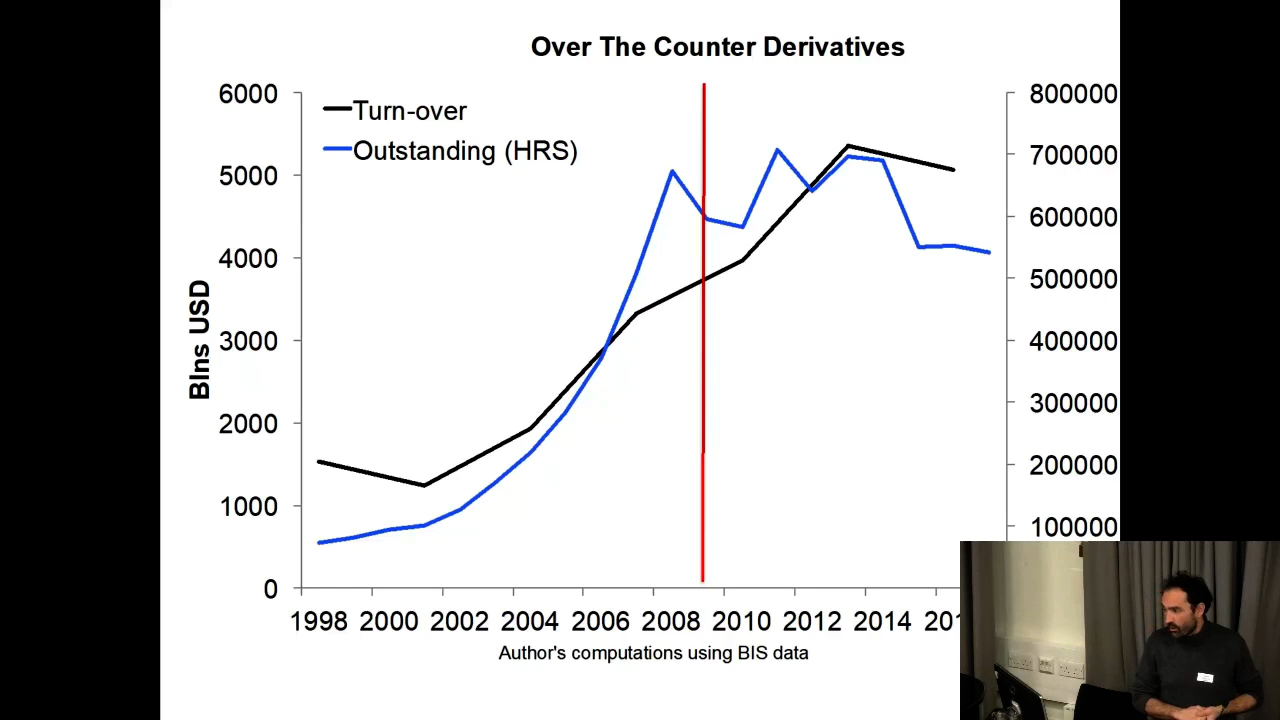 Over The Counter Derivatives
6000
5000
4000
3000
2000
1000
0
Blns USD
Turn-over
Outstanding (HRS)
800000
700000
600000
500000
400000
300000
200000
100000
1998 2000 2002 2004 2006 2008 2010 2012 2014
Author's computations using BIS data